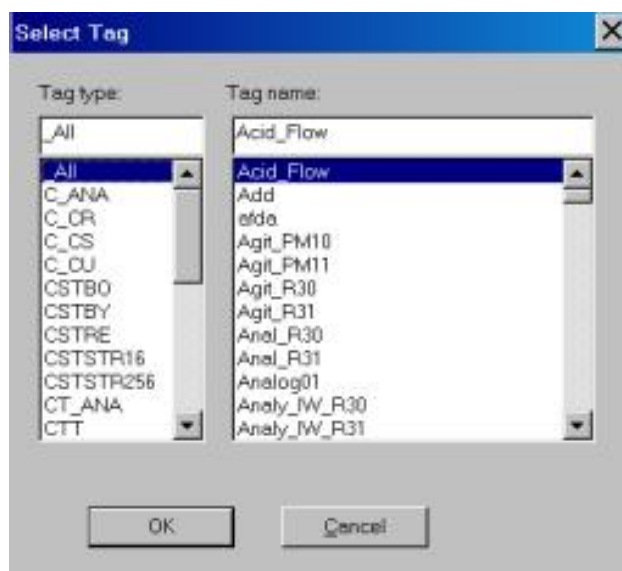 Select Tag
Tag type:
Tag name:
_All
Acid_Flow
_All
C_ANA
C_CR
C_CS
C_CU
CSTBO
CSTBY
CSTRE
CSTSTR16
CSTSTR256
CT_ANA
CTT
Acid_Flow
Add
afda
Agit_PM10
Agit_PM11
Agit_R30
Agit_R31
Anal_R30
Anal_R31
Analog01
Analy_IW_R30
Analy_IW_R31
OK
Cancel